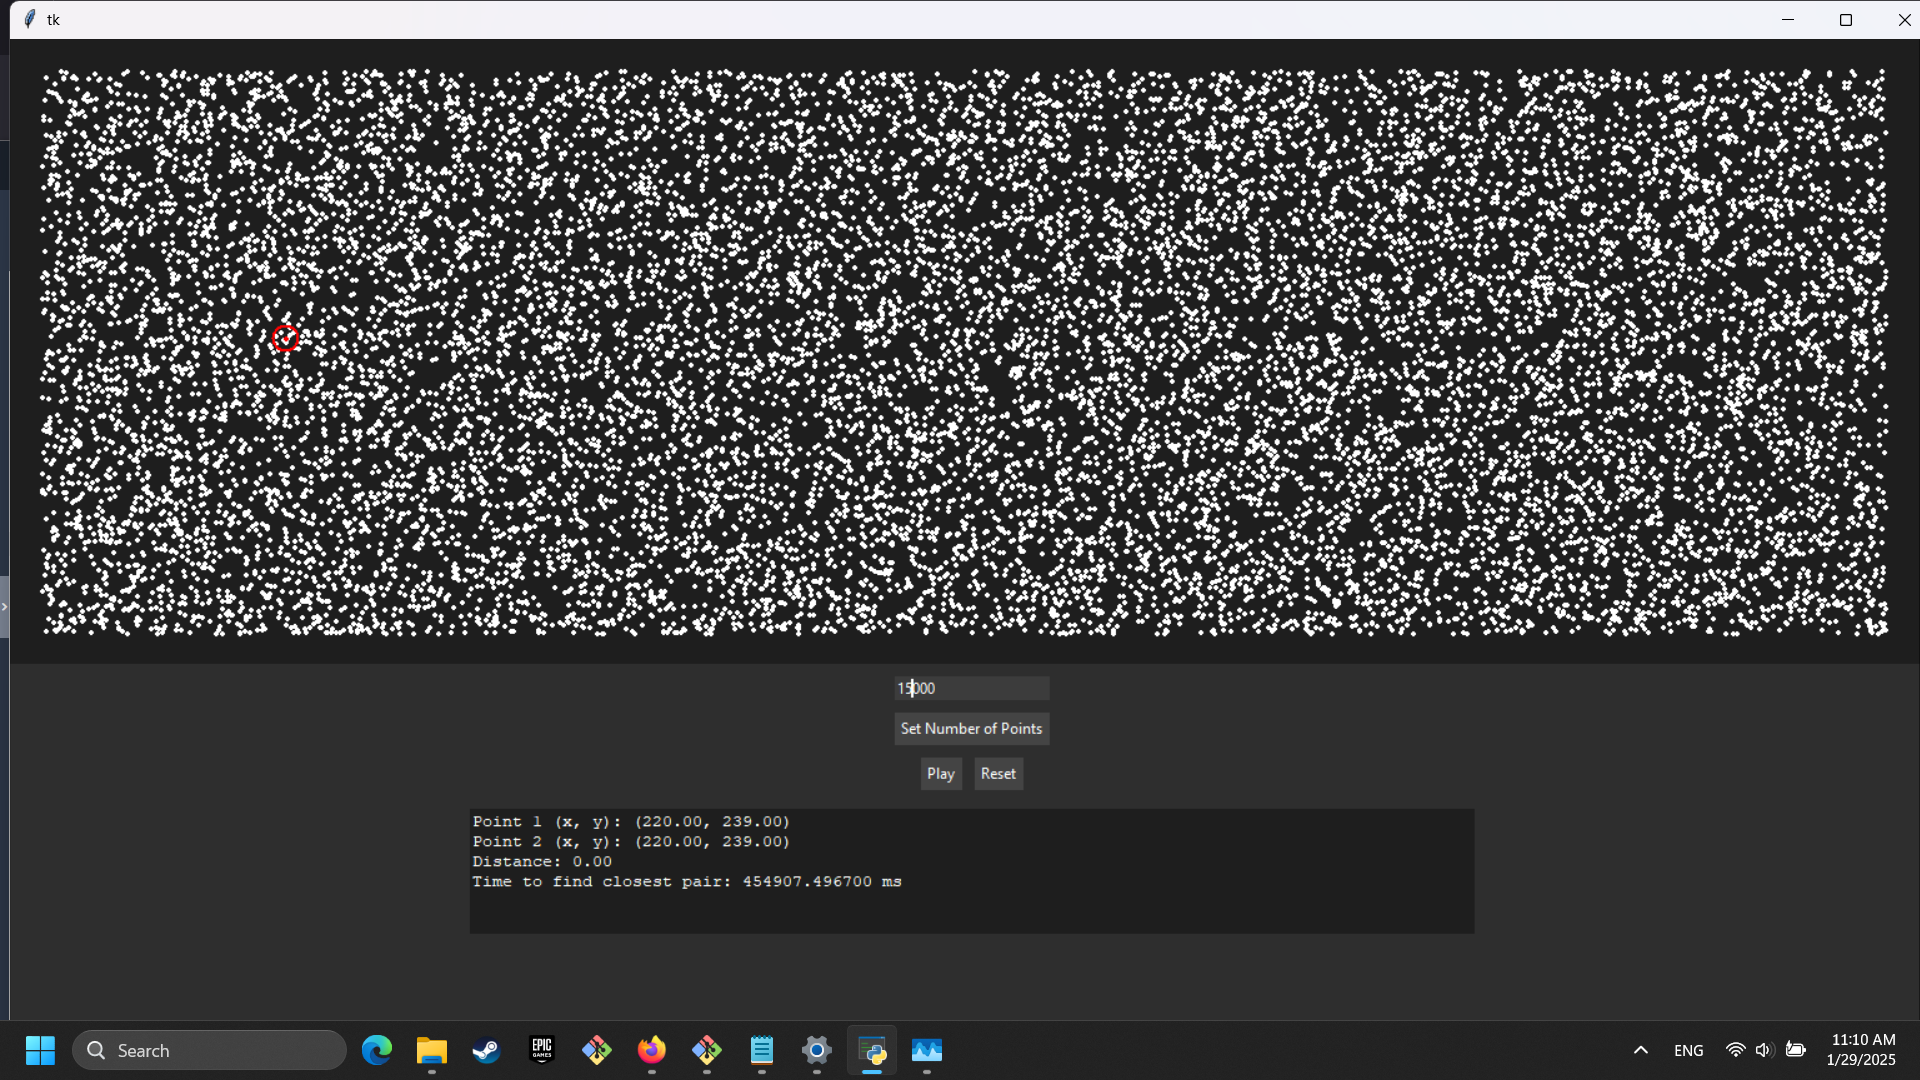 tk
15000
Set Number of Points
Play Reset
Point 1 (x, y): (220.00, 239.00)
Point 2 (x, y): (220.00, 239.00)
Distance: 0.00
Time to find closest pair: 454907.496700 ms
Search
EPIC
GAMES
ENG
11:10 AM
1/29/2025